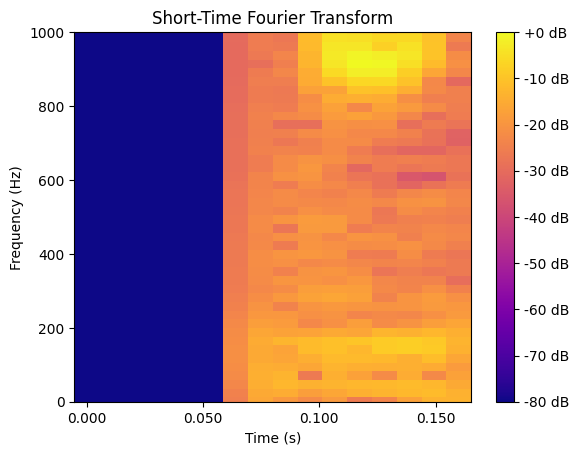 Short-Time Fourier Transform
1000
800
600
400
200
0
Frequency (Hz)
0.000
0.050
0.100
0.150
Time (s)
+0 dB
-10 dB
-20 dB
-30 dB
-40 dB
-50 dB
-60 dB
-70 dB
-80 dB